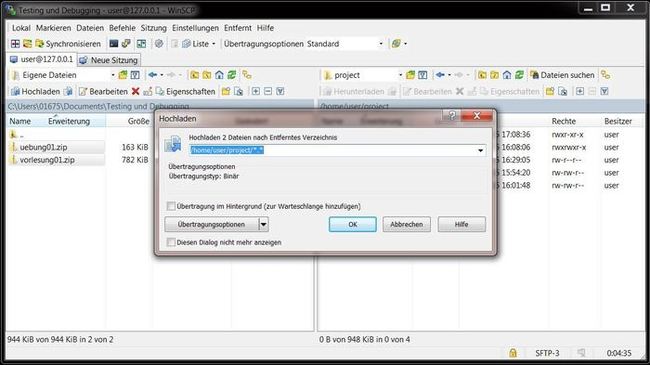 Testing und Debugging - user@127.0.0.1 - WinSCP
Lokal Markieren Dateien Befehle Sitzung Einstellungen Entfernt Hilfe
Synchronisieren Liste Übertragungsoptionen Standard
user@127.0.0.1 Neue Sitzung
Eigene Dateien project Dateien suchen
Hochladen Bearbeiten Eigenschaften Herunterladen Bearbeiten Eigenschaften
C:\Users\01675\Documents\Testing und Debugging /home/user/project
Name Erweiterung Größe Rechte Besitzer
..
uebung01.zip 163 KiB
vorlesung01.zip 782 KiB
17:08:36 rwxr-xr-x user
16:08:06 rwxrwxr-x user
16:29:05 rw-r--r-- user
15:54:20 rw-rw-r-- user
16:01:48 rw-rw-r-- user
Hochladen
Hochladen 2 Dateien nach Entferntes Verzeichnis
/home/user/project/*.*
Übertragungsoptionen
Übertragungstyp: Binär
Übertragung im Hintergrund (zur Warteschlange hinzufügen)
Übertragungsoptionen OK Abbrechen Hilfe
Diesen Dialog nicht mehr anzeigen
944 KiB von 944 KiB in 2 von 2 0 B von 948 KiB in 0 von 4
SFTP-3 0:04:35